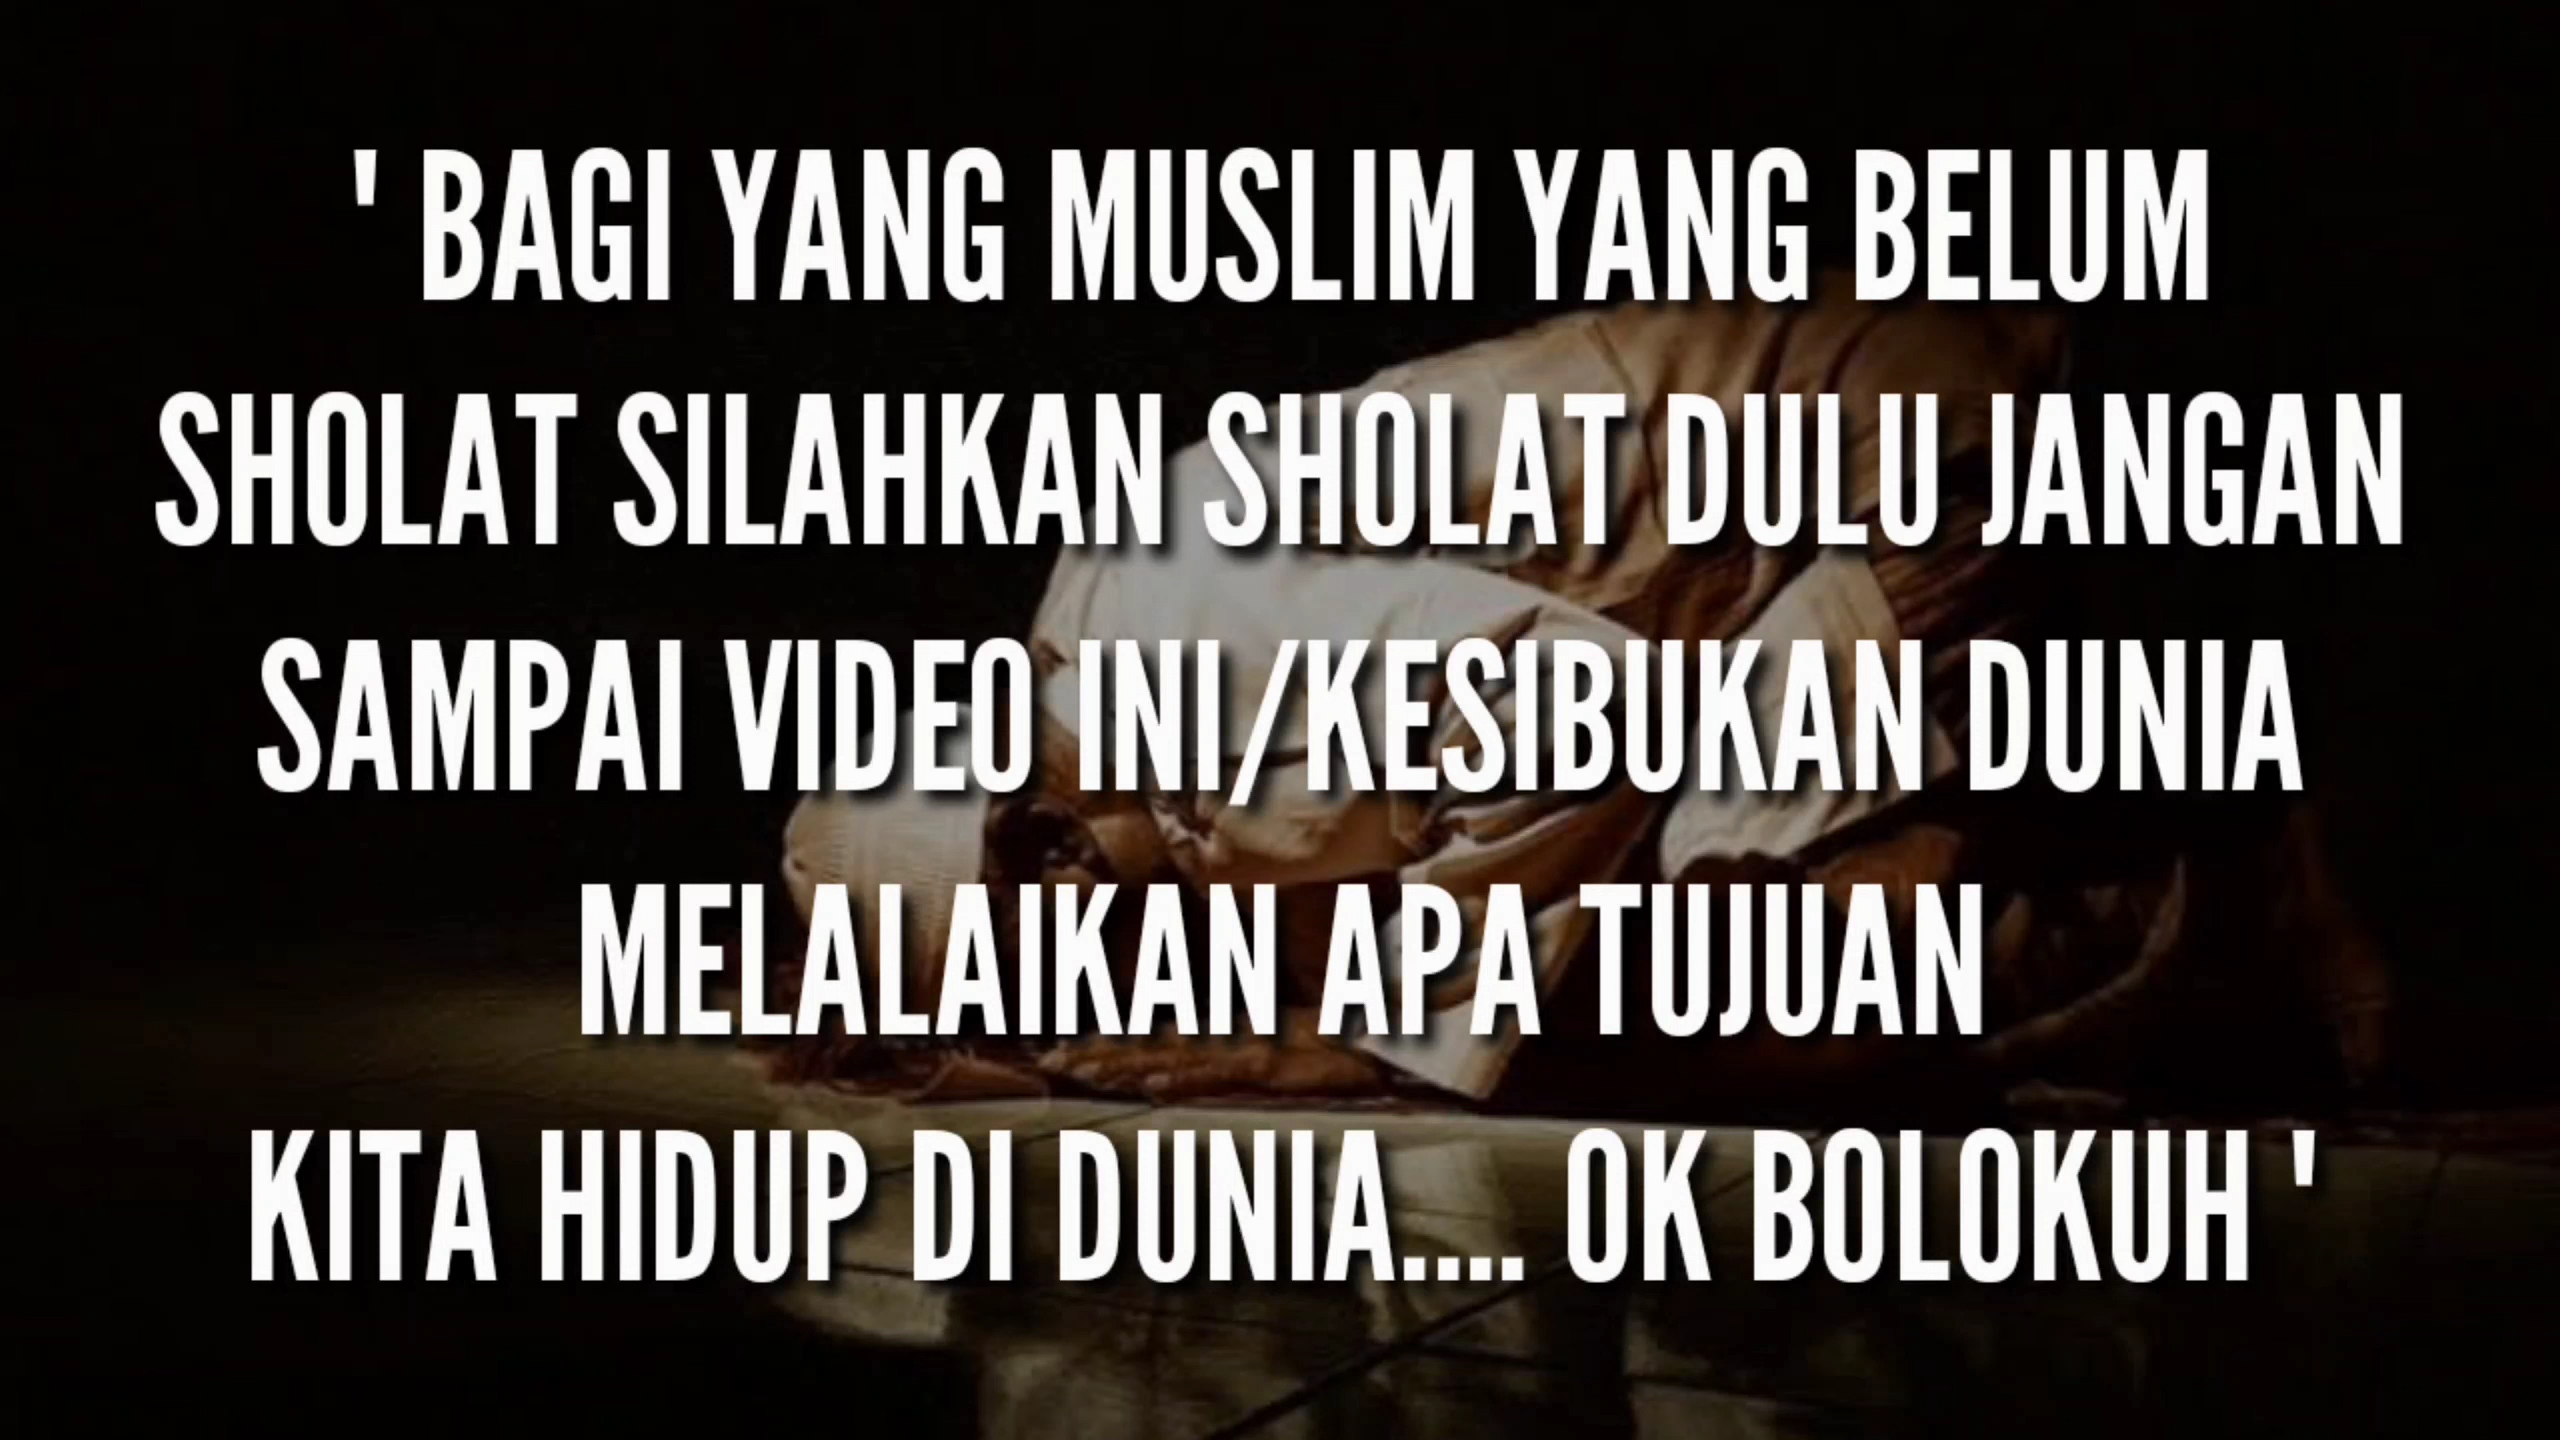 ' BAGI YANG MUSLIM YANG BELUM
SHOLAT SILAHKAN SHOLAT DULU JANGAN
SAMPAI VIDEO INI/KESIBUKAN DUNIA
MELALAIKAN APA TUJUAN
KITA HIDUP DI DUNIA.... OK BOLOKUH '